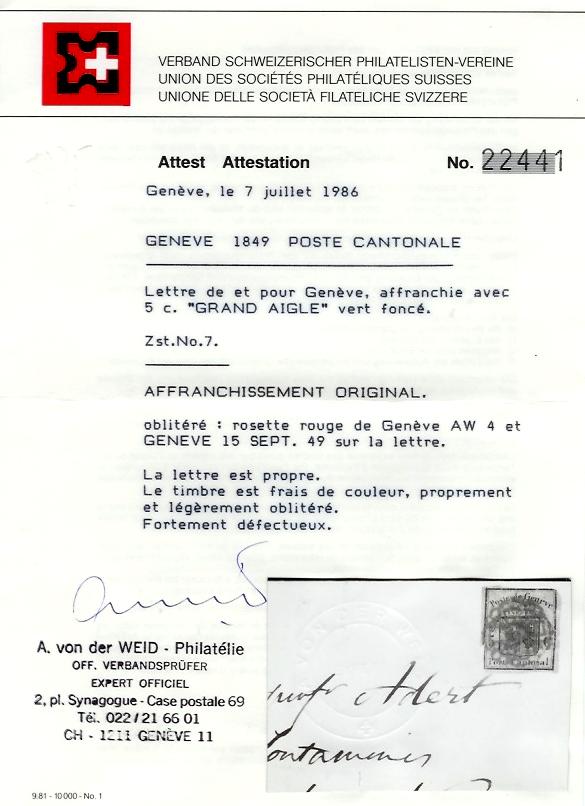 VERBAND SCHWEIZERISCHER PHILATELISTEN-VEREINE
UNION DES SOCIÉTÉS PHILATÉLIQUES SUISSES
UNIONE DELLE SOCIETÀ FILATELICHE SVIZZERE
Attest Attestation No. 22441
Genève, le 7 juillet 1986
GENEVE 1849 POSTE CANTONALE
Lettre de et pour Genève, affranchie avec
5 c. "GRAND AIGLE" vert foncé.
Zst.No.7.
AFFRANCHISSEMENT ORIGINAL.
oblitéré : rosette rouge de Genève AW 4 et
GENEVE 15 SEPT. 49 sur la lettre.
La lettre est propre.
Le timbre est frais de couleur, proprement
et légèrement oblitéré.
Fortement défectueux.
A. von der WEID - Philatélie
OFF. VERBANDSPRÜFER
EXPERT OFFICIEL
2, pl. Synagogue - Case postale 69
Tél. 022/21 66 01
CH - 1211 GENÈVE 11
Poste de Genève
Port Cantonal
Adert
9.81 - 10 000 - No. 1